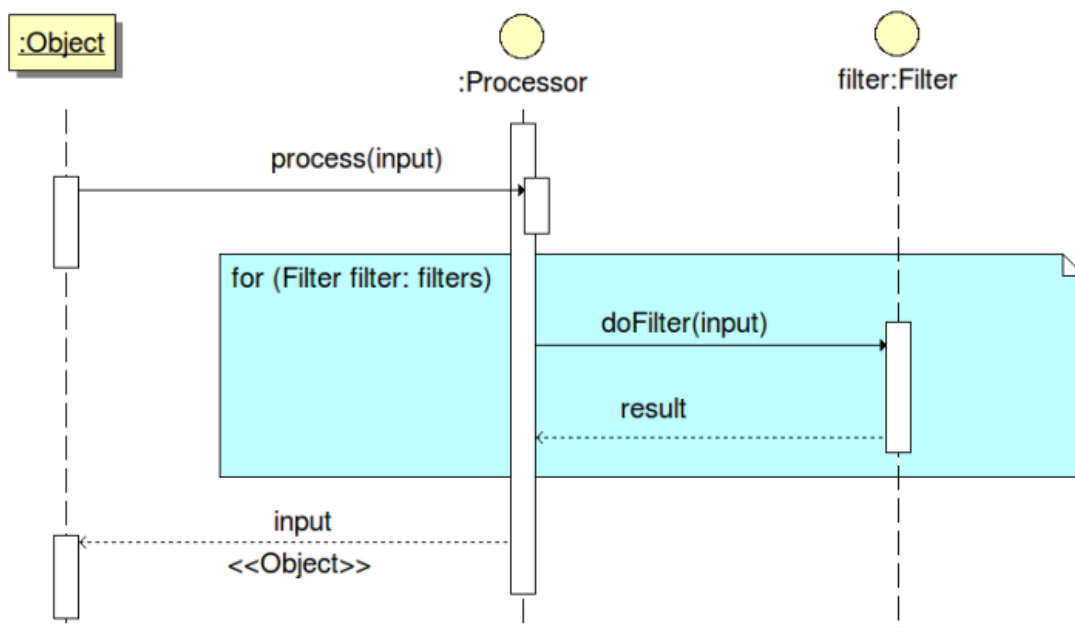 :Object
:Processor
filter:Filter
process(input)
for (Filter filter: filters)
doFilter(input)
result
input
<<Object>>